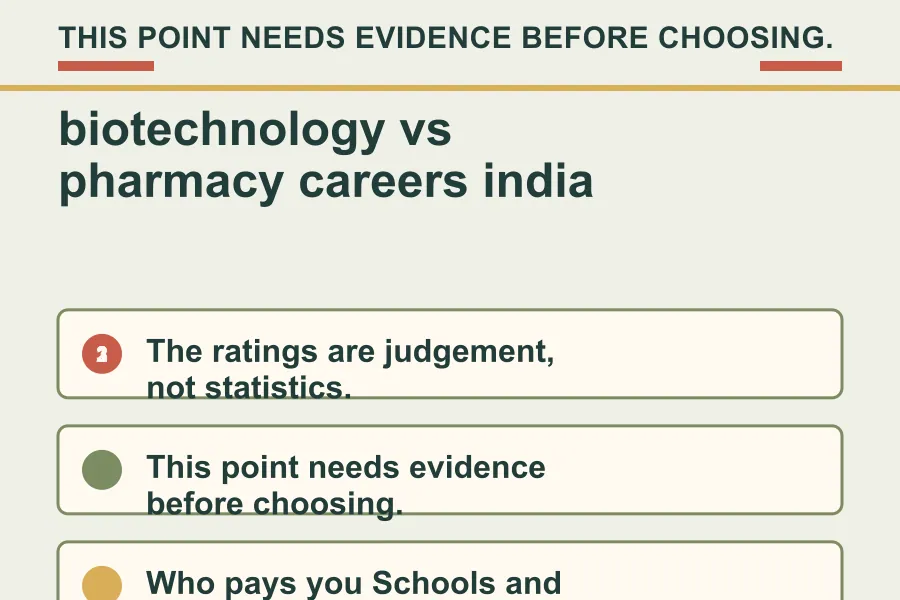 THIS POINT NEEDS EVIDENCE BEFORE CHOOSING.
biotechnology vs
pharmacy careers india
The ratings are judgement,
not statistics.
This point needs evidence
before choosing.
Who pays you Schools and